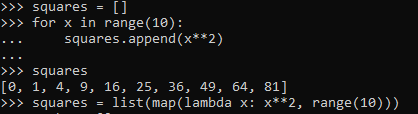 >>> squares = []
>>> for x in range(10):
...     squares.append(x**2)
...
>>> squares
[0, 1, 4, 9, 16, 25, 36, 49, 64, 81]
>>> squares = list(map(lambda x: x**2, range(10)))